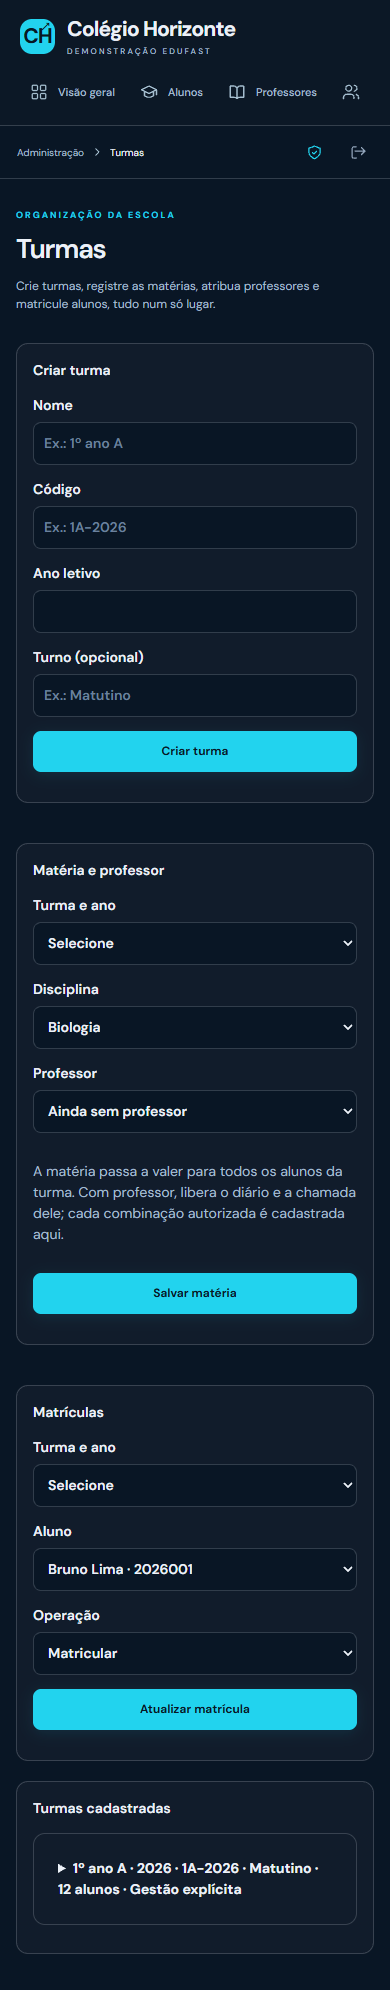 CH
Colégio Horizonte
DEMONSTRAÇÃO EDUFAST
Visão geral
Alunos
Professores
Administração
Turmas
ORGANIZAÇÃO DA ESCOLA
Turmas
Crie turmas, registre as matérias, atribua professores e
matricule alunos, tudo num só lugar.
Criar turma
Nome
Ex.: 1º ano A
Código
Ex.: 1A-2026
Ano letivo
Turno (opcional)
Ex.: Matutino
Criar turma
Matéria e professor
Turma e ano
Selecione
Disciplina
Biologia
Professor
Ainda sem professor
A matéria passa a valer para todos os alunos da
turma. Com professor, libera o diário e a chamada
dele; cada combinação autorizada é cadastrada
aqui.
Salvar matéria
Matrículas
Turma e ano
Selecione
Aluno
Bruno Lima · 2026001
Operação
Matricular
Atualizar matrícula
Turmas cadastradas
1º ano A · 2026 · 1A-2026 · Matutino ·
12 alunos · Gestão explícita